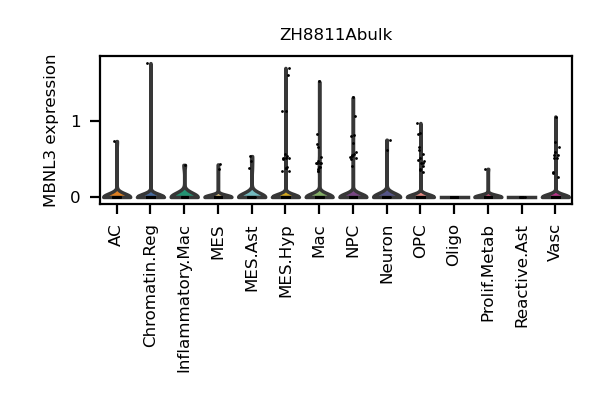 ZH8811Abulk
MBNL3 expression
1
0
AC
Chromatin.Reg
Inflammatory.Mac
MES
MES.Ast
MES.Hyp
Mac
NPC
Neuron
OPC
Oligo
Prolif.Metab
Reactive.Ast
Vasc